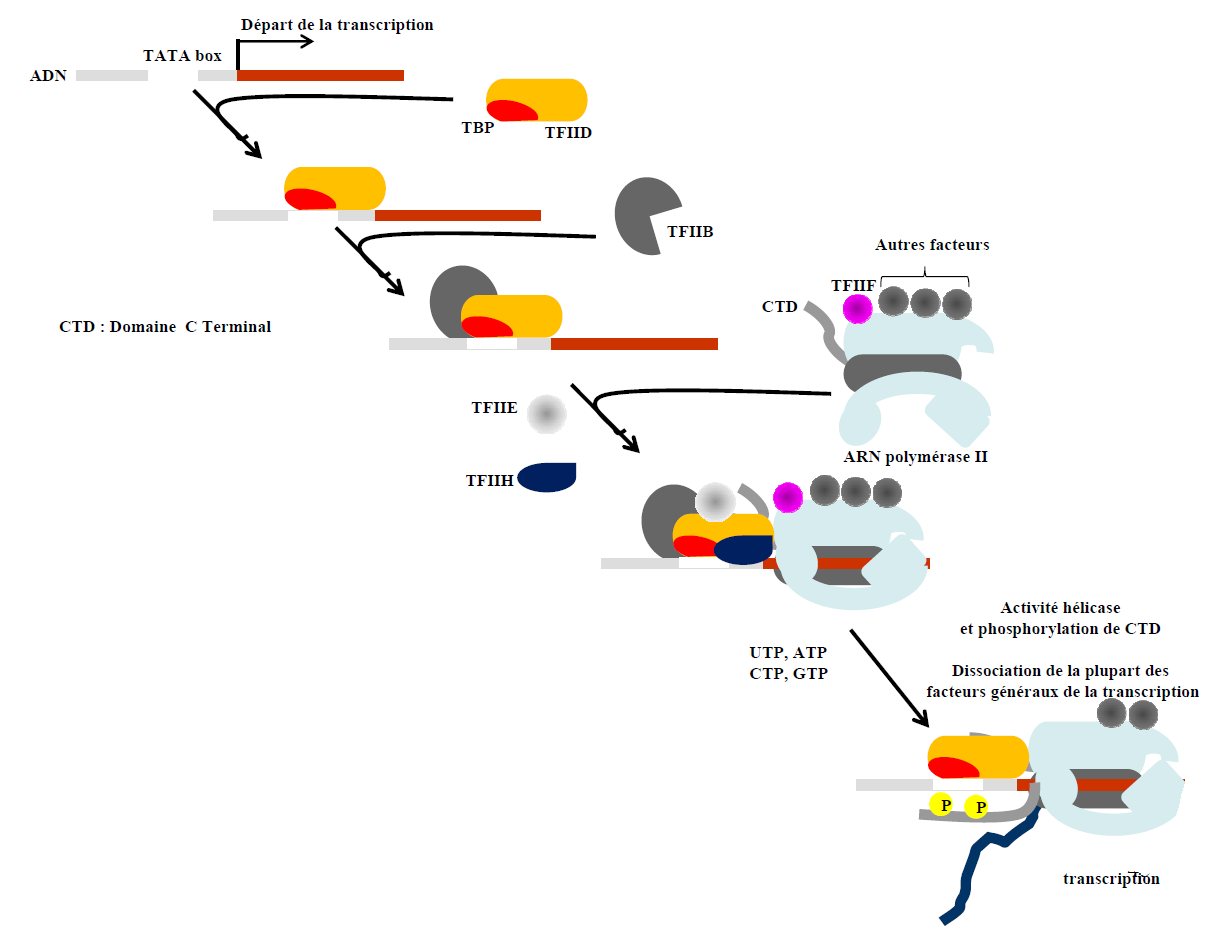 Départ de la transcription
TATA box
ADN
TBP
TFIID
TFIIB
Autres facteurs
TFIIF
CTD
CTD : Domaine C Terminal
TFIIE
ARN polymérase II
TFIIH
Activité hélicase
et phosphorylation de CTD
UTP, ATP
CTP, GTP
Dissociation de la plupart des
facteurs généraux de la transcription
P
P
transcription